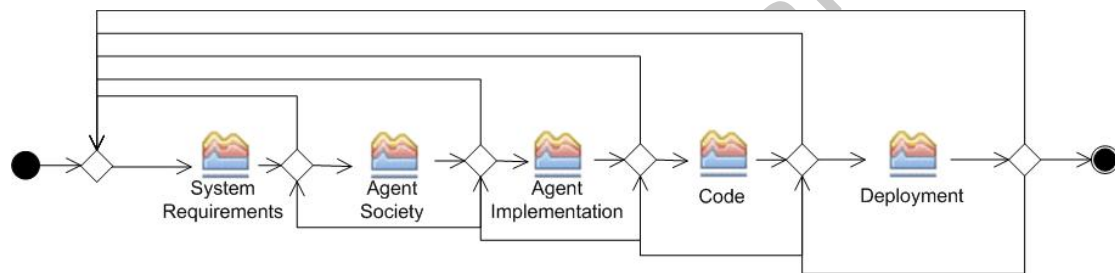 System
Requirements
Agent
Society
Agent
Implementation
Code
Deployment